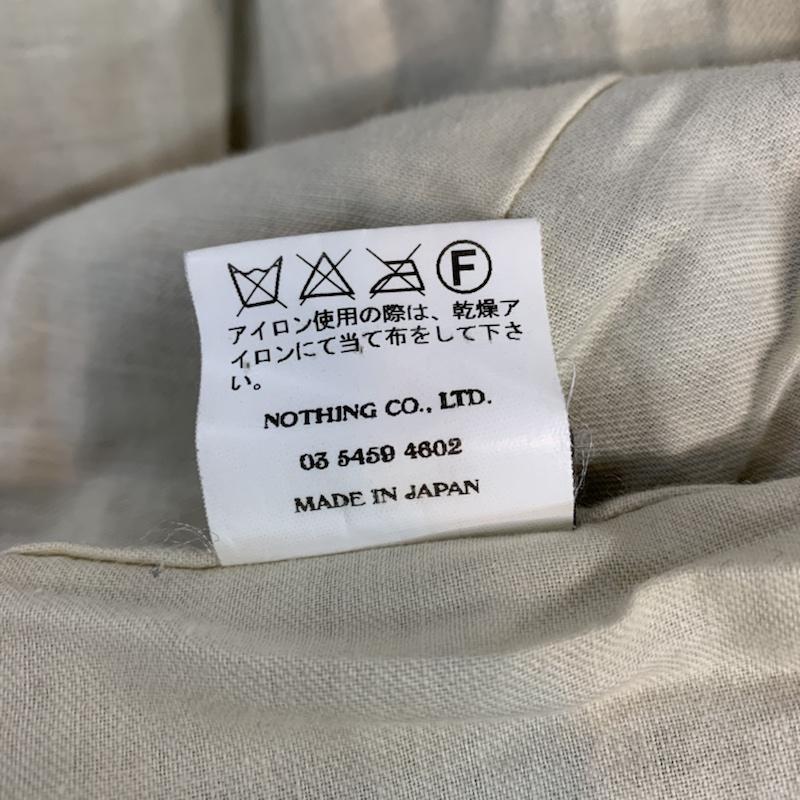 F
アイロン使用の際は、乾燥ア
イロンにて当て布をして下さ
い。
NOTHING CO., LTD.
03 5459 4602
MADE IN JAPAN